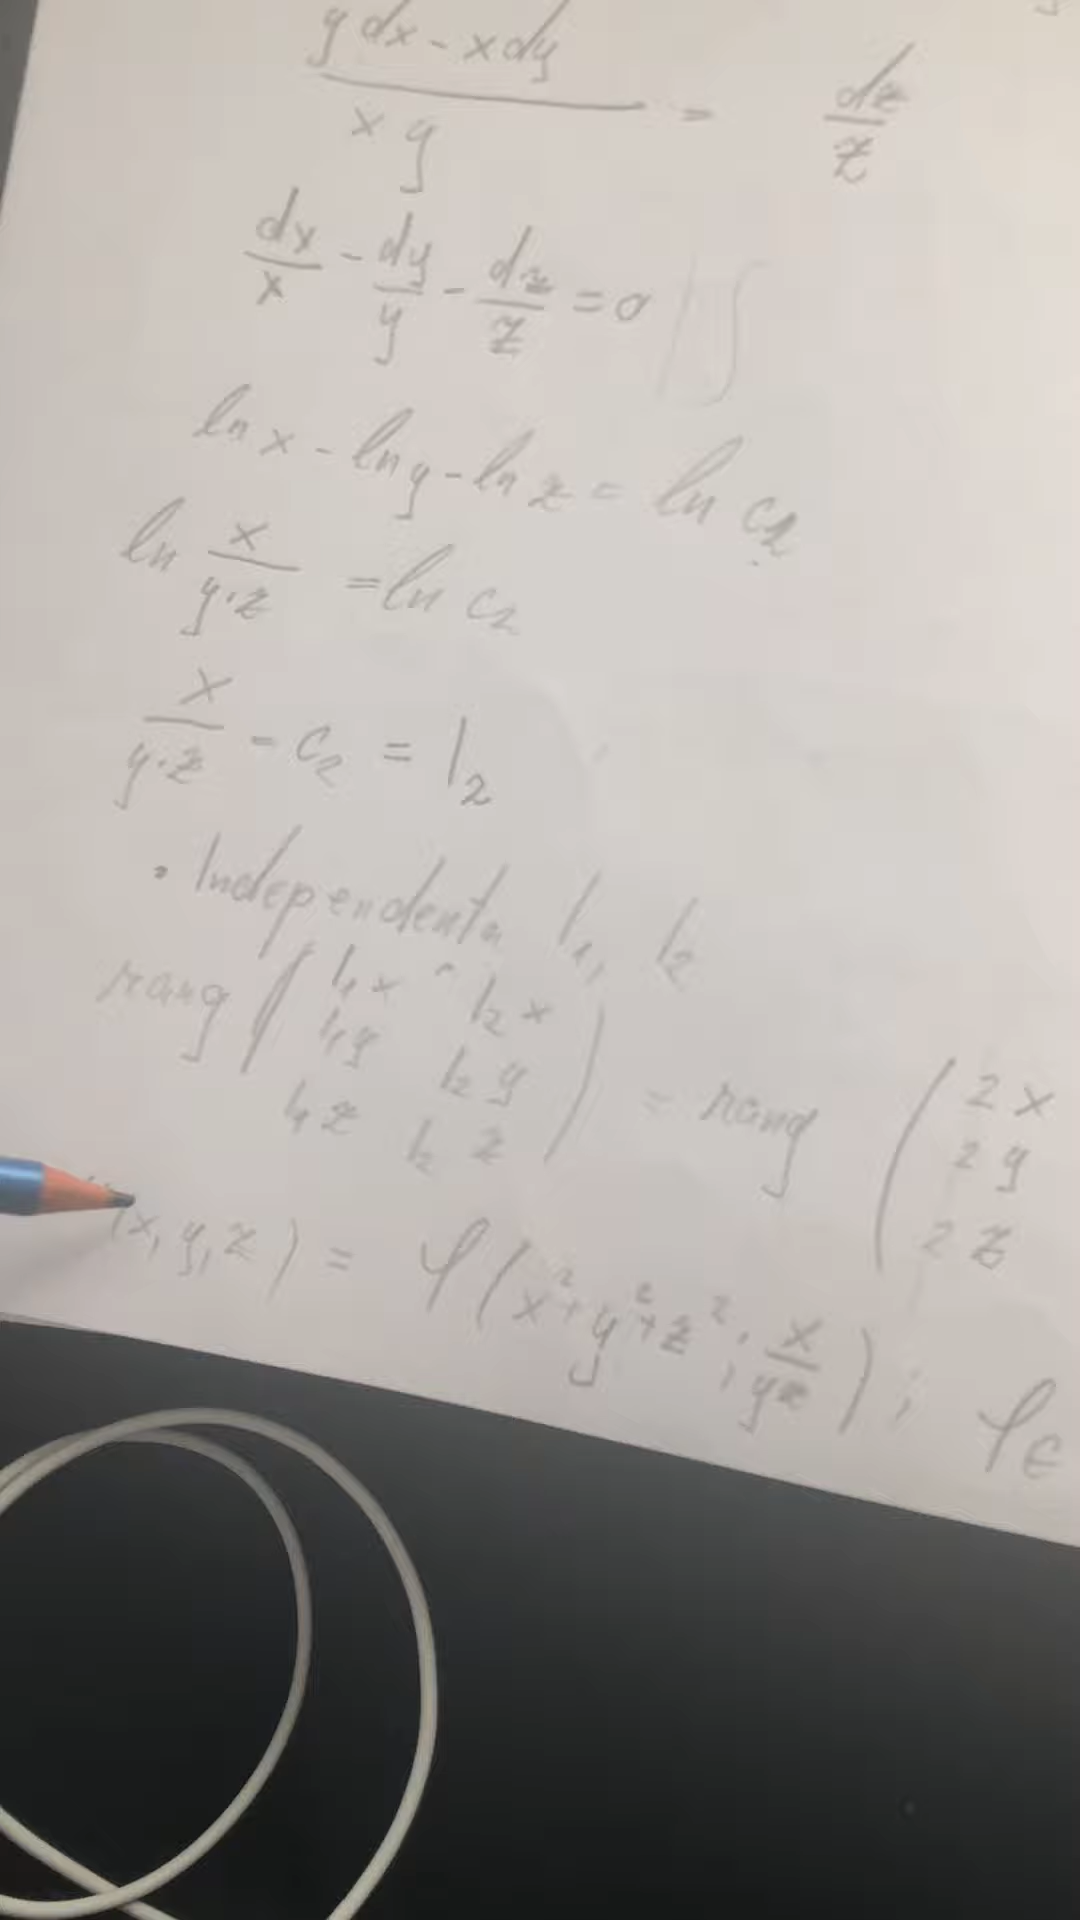 y dx - x dy / x y = dz / z
dx/x - dy/y - dz/z = 0 | ∫
ln x - ln y - ln z = ln c₂
ln x/(y·z) = ln c₂
x/(y·z) - c₂ = I₂
· Independenta I₁, I₂
rang ( I₁x I₂x
I₁y I₂y
I₁z I₂z ) = rang ( 2x
2y
2z
(x, y, z) = φ(x² + y² + z², x/(yz)); φ ∈